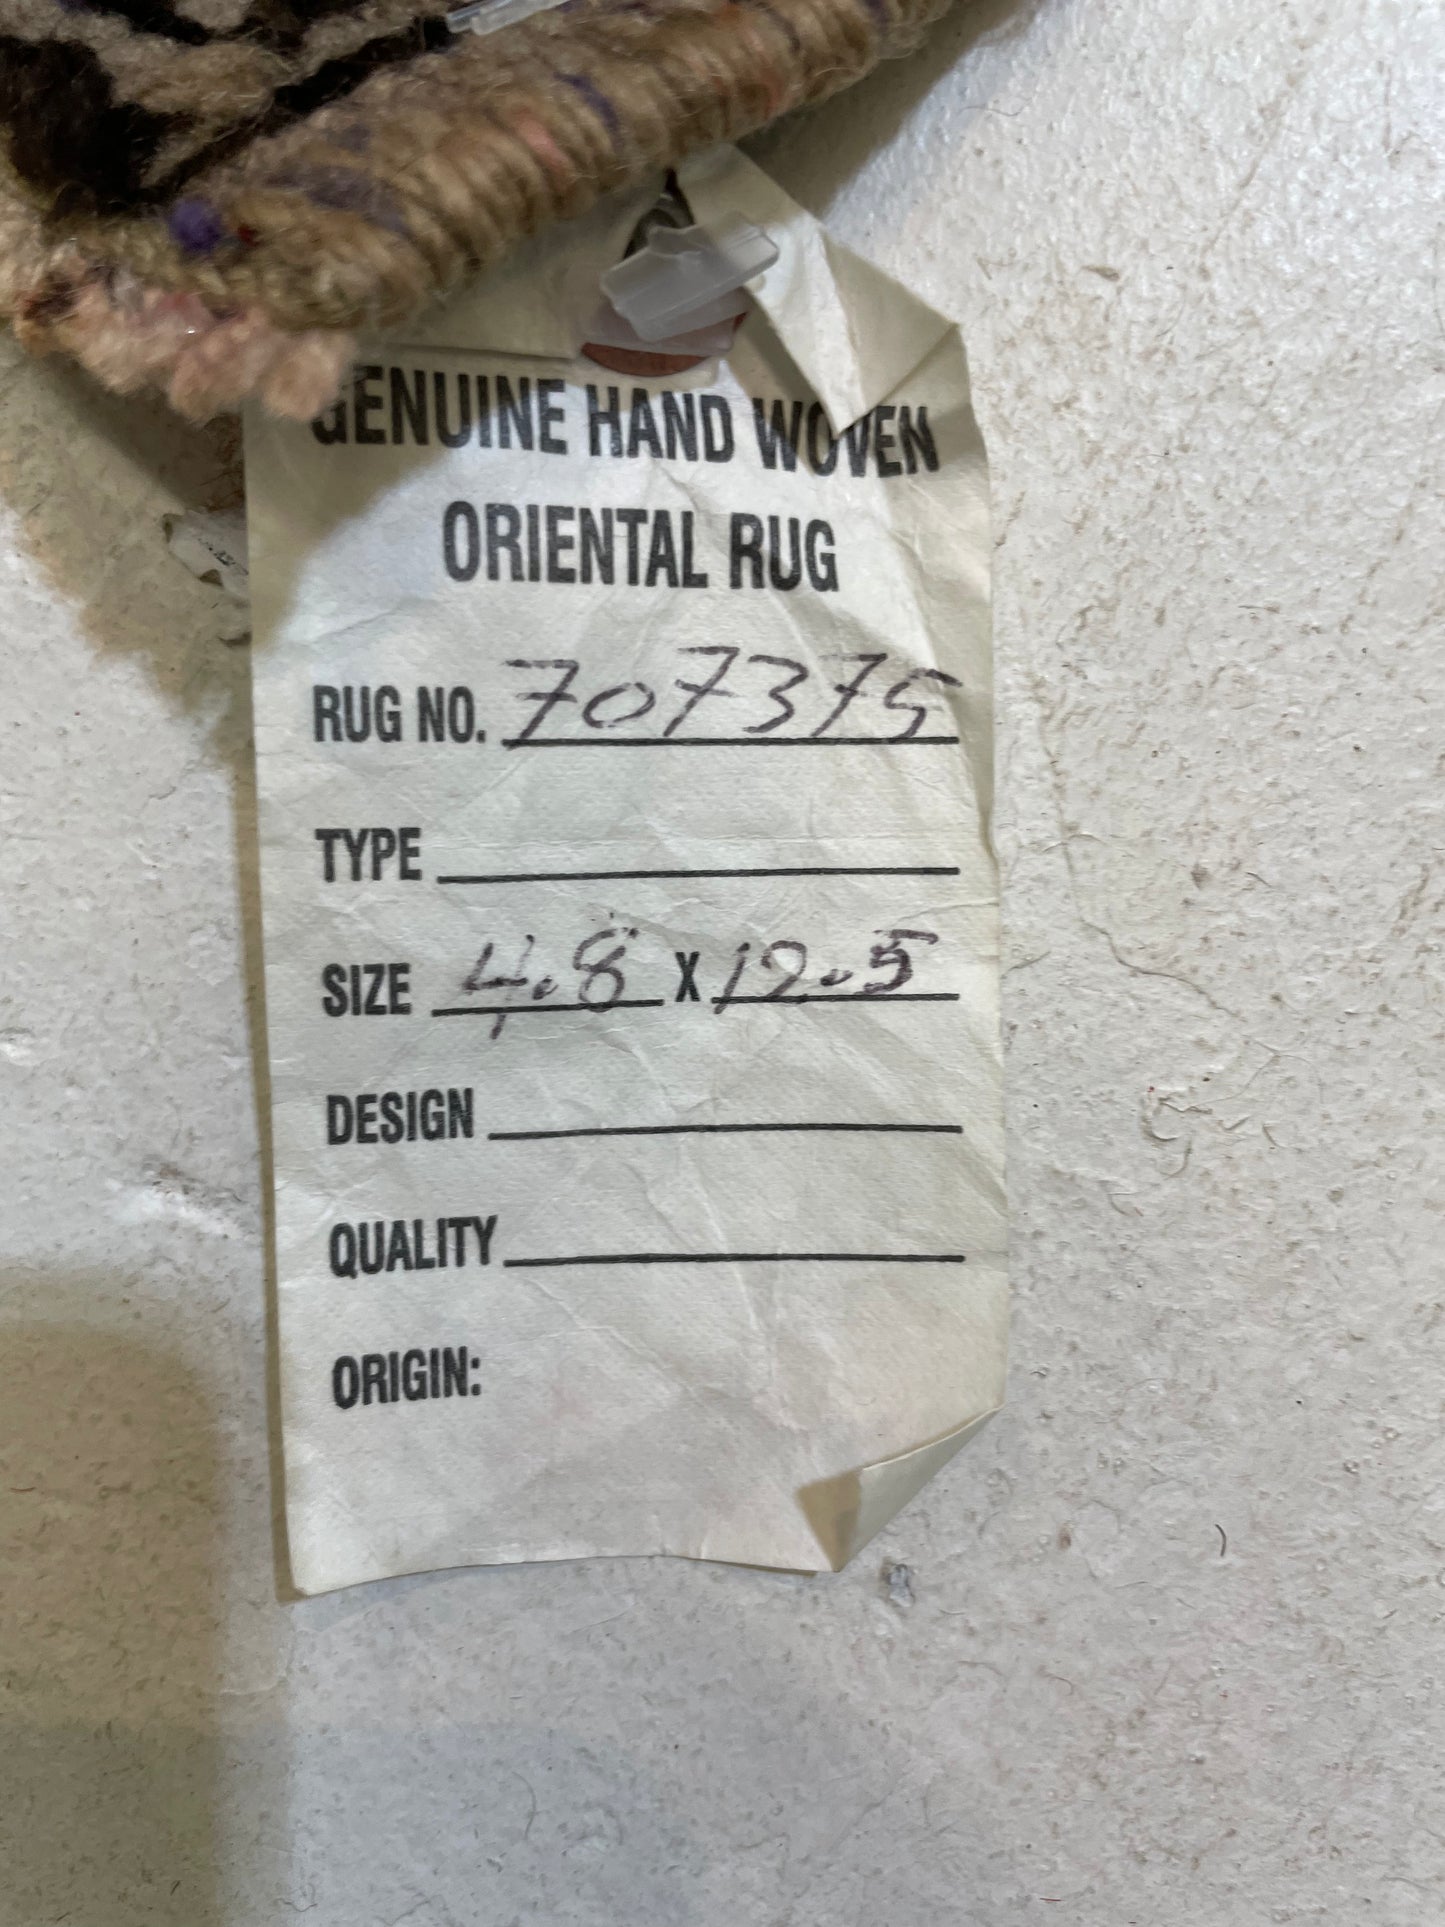 GENUINE HAND WOVEN
ORIENTAL RUG
RUG NO. 707375
TYPE
SIZE 4.8 X 12.5
DESIGN
QUALITY
ORIGIN: